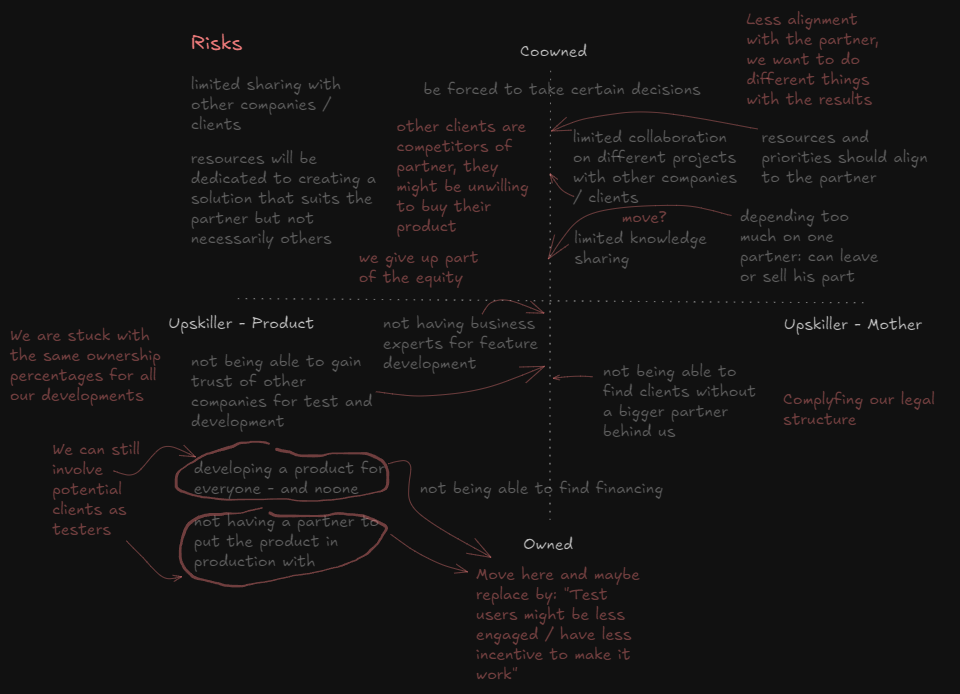 Risks
Coowned
Less alignment
with the partner,
we want to do
different things
with the results
limited sharing with
other companies /
clients
resources will be
dedicated to creating a
solution that suits the
partner but not
necessarily others
be forced to take certain decisions
other clients are
competitors of
partner, they
might be unwilling
to buy their
product
we give up part
of the equity
limited collaboration
on different projects
with other companies
/ clients
move?
limited knowledge
sharing
resources and
priorities should align
to the partner
depending too
much on one
partner: can leave
or sell his part
Upskiller - Product
Upskiller - Mother
We are stuck with
the same ownership
percentages for all
our developments
not being able to gain
trust of other
companies for test and
development
not having business
experts for feature
development
not being able to
find clients without
a bigger partner
behind us
Complyfing our legal
structure
We can still
involve
potential
clients as
testers
developing a product for
everyone - and noone
not having a partner to
put the product in
production with
not being able to find financing
Owned
Move here and maybe
replace by: "Test
users might be less
engaged / have less
incentive to make it
work"